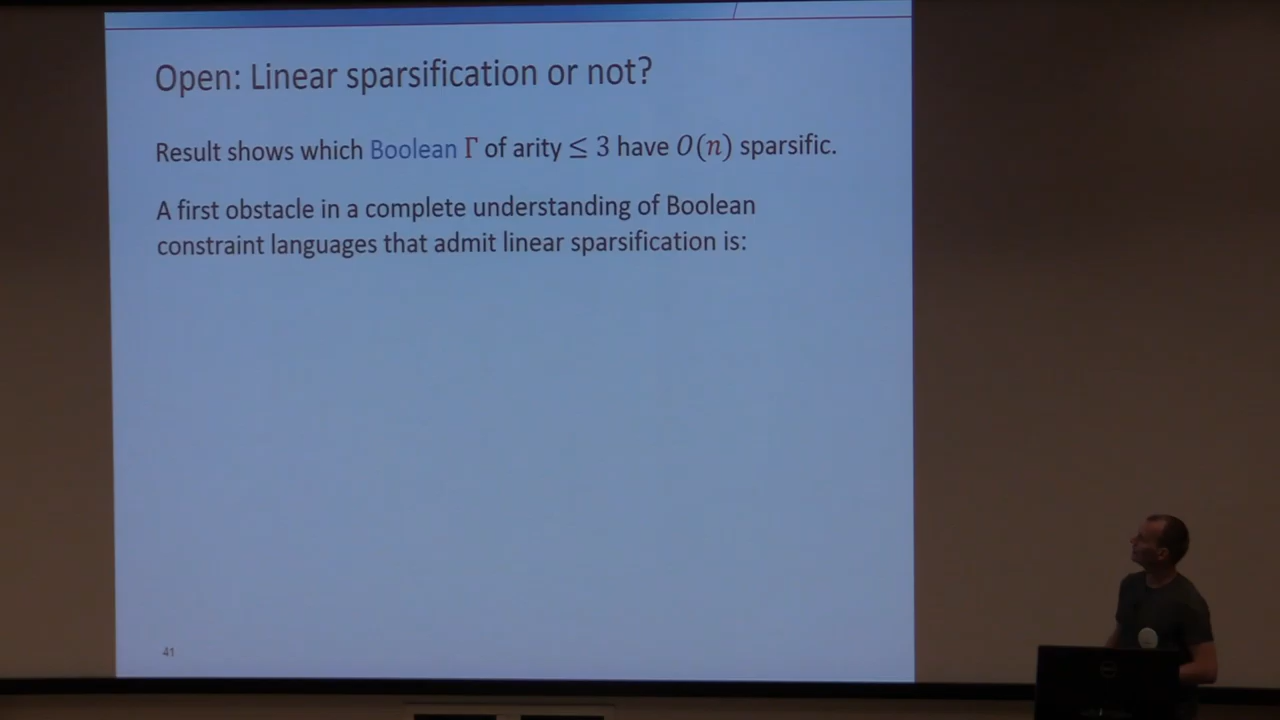 Open: Linear sparsification or not?
Result shows which Boolean Γ of arity ≤ 3 have O(n) sparsific.
A first obstacle in a complete understanding of Boolean
constraint languages that admit linear sparsification is:
41